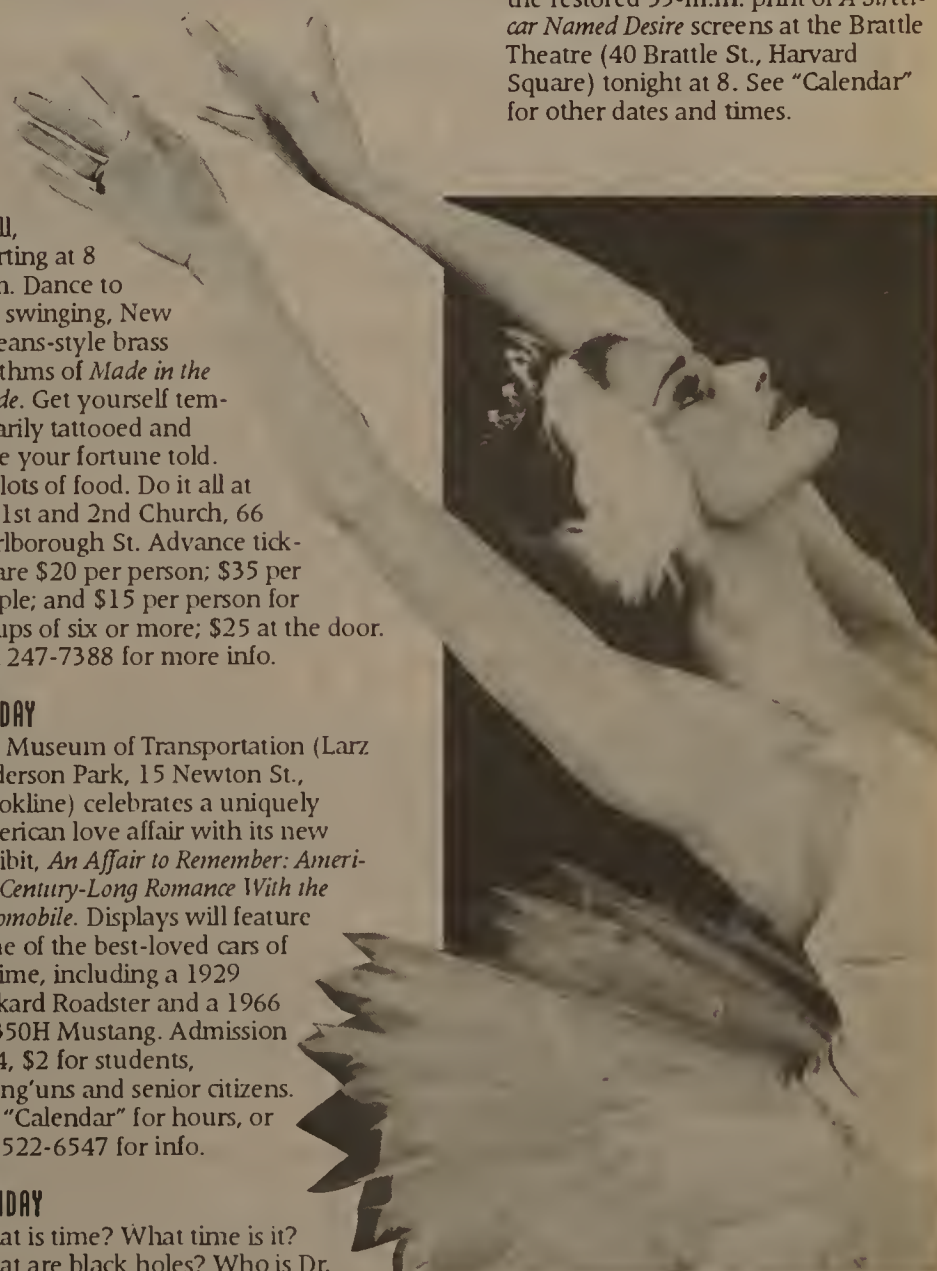 ll,
rting at 8
n. Dance to
swinging, New
eans-style brass
thms of Made in the
de. Get yourself tem-
arily tattooed and
e your fortune told.
lots of food. Do it all at
1st and 2nd Church, 66
rlborough St. Advance tick-
are $20 per person; $35 per
ple; and $15 per person for
ups of six or more; $25 at the door.
247-7388 for more info.
DAY
Museum of Transportation (Larz
derson Park, 15 Newton St.,
ookline) celebrates a uniquely
erican love affair with its new
ibit, An Affair to Remember: Ameri-
Century-Long Romance With the
omobile. Displays will feature
ne of the best-loved cars of
time, including a 1929
kard Roadster and a 1966
350H Mustang. Admission
4, $2 for students,
ng'uns and senior citizens.
"Calendar" for hours, or
522-6547 for info.
DAY
at is time? What time is it?
at are black holes? Who is Dr.
the restored 35-m.m. print of A Street-
car Named Desire screens at the Brattle
Theatre (40 Brattle St., Harvard
Square) tonight at 8. See "Calendar"
for other dates and times.